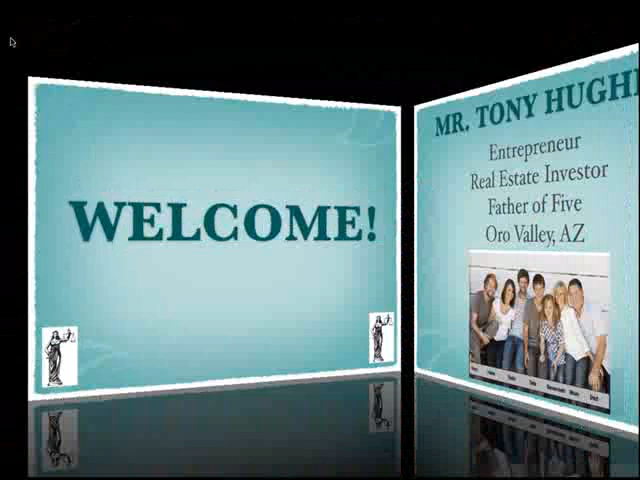 WELCOME!
MR. TONY HUGH
Entrepreneur
Real Estate Investor
Father of Five
Oro Valley, AZ